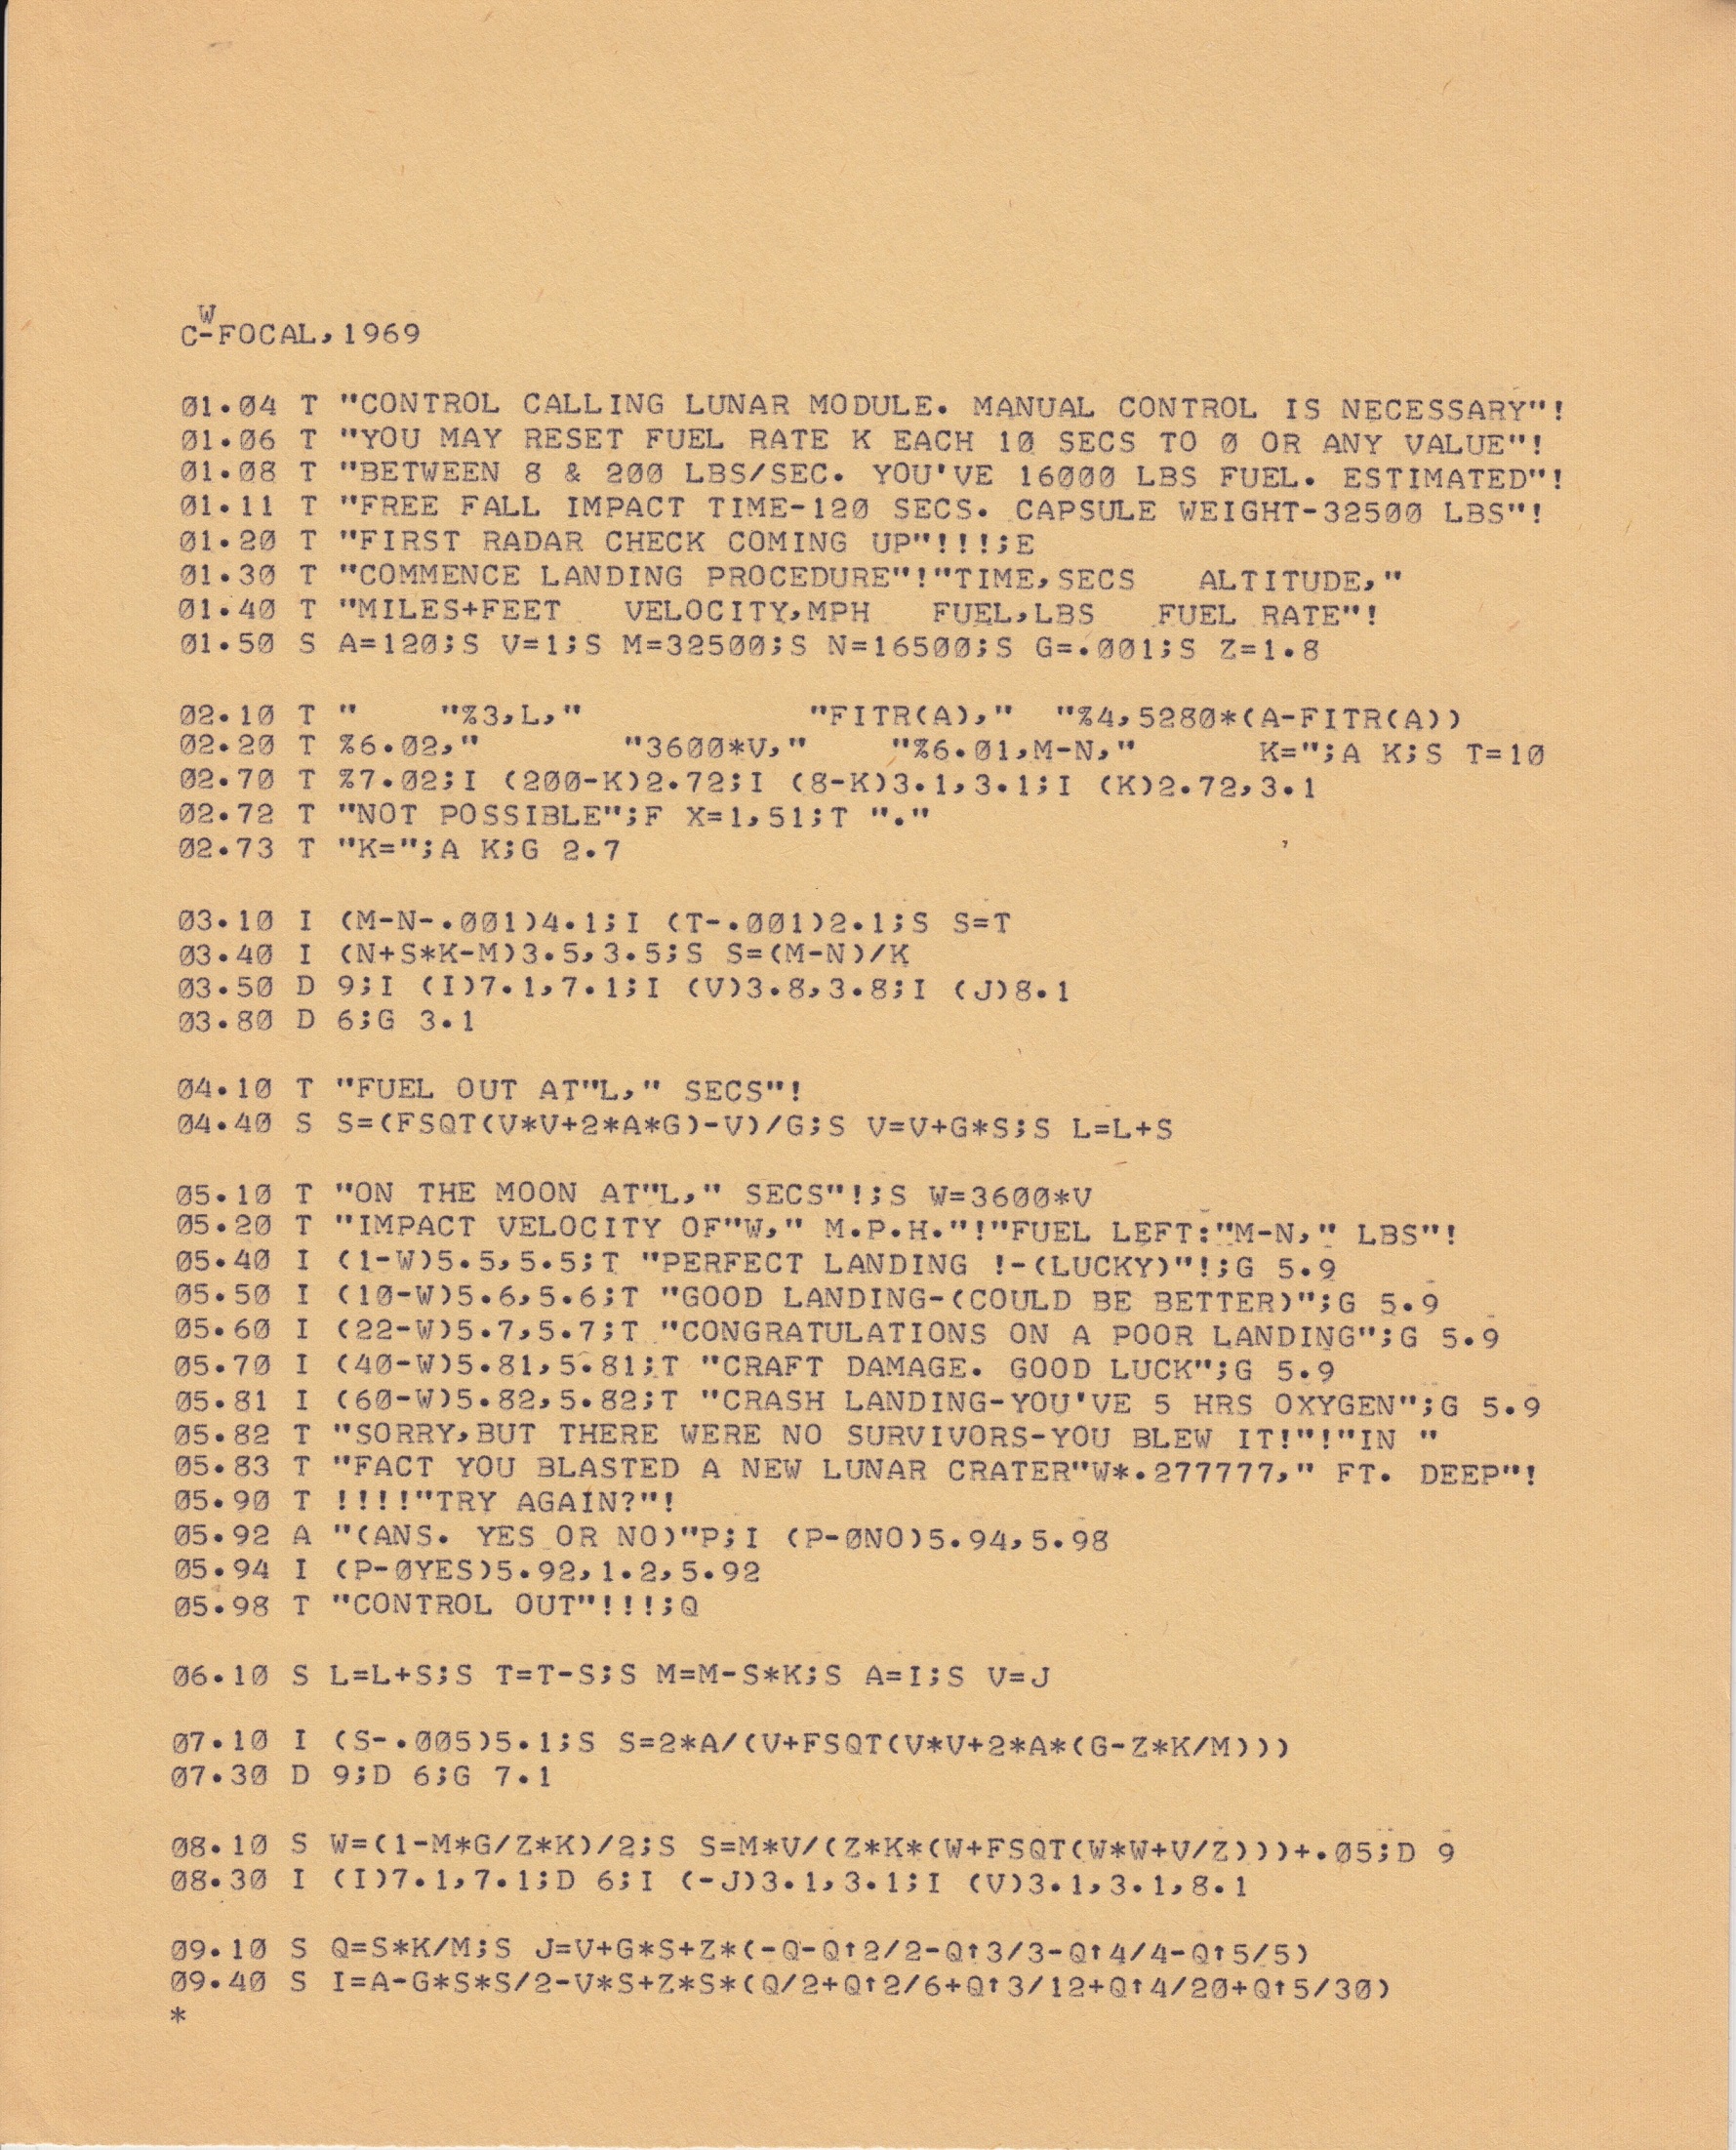 W
C-FOCAL,1969
01.04 T "CONTROL CALLING LUNAR MODULE. MANUAL CONTROL IS NECESSARY"!
01.06 T "YOU MAY RESET FUEL RATE K EACH 10 SECS TO 0 OR ANY VALUE"!
01.08 T "BETWEEN 8 & 200 LBS/SEC. YOU'VE 16000 LBS FUEL. ESTIMATED"!
01.11 T "FREE FALL IMPACT TIME-120 SECS. CAPSULE WEIGHT-32500 LBS"!
01.20 T "FIRST RADAR CHECK COMING UP"!!!;E
01.30 T "COMMENCE LANDING PROCEDURE"!"TIME,SECS   ALTITUDE,"
01.40 T "MILES+FEET   VELOCITY,MPH   FUEL,LBS   FUEL RATE"!
01.50 S A=120;S V=1;S M=32500;S N=16500;S G=.001;S Z=1.8
02.10 T "    "%3,L,"           "FITR(A),"  "%4,5280*(A-FITR(A))
02.20 T %6.02,"       "3600*V,"    "%6.01,M-N,"      K=";A K;S T=10
02.70 T %7.02;I (200-K)2.72;I (8-K)3.1,3.1;I (K)2.72,3.1
02.72 T "NOT POSSIBLE";F X=1,51;T "."
02.73 T "K=";A K;G 2.7
03.10 I (M-N-.001)4.1;I (T-.001)2.1;S S=T
03.40 I (N+S*K-M)3.5,3.5;S S=(M-N)/K
03.50 D 9;I (I)7.1,7.1;I (V)3.8,3.8;I (J)8.1
03.80 D 6;G 3.1
04.10 T "FUEL OUT AT"L," SECS"!
04.40 S S=(FSQT(V*V+2*A*G)-V)/G;S V=V+G*S;S L=L+S
05.10 T "ON THE MOON AT"L," SECS"!;S W=3600*V
05.20 T "IMPACT VELOCITY OF"W," M.P.H."!"FUEL LEFT:"M-N," LBS"!
05.40 I (1-W)5.5,5.5;T "PERFECT LANDING !-(LUCKY)"!;G 5.9
05.50 I (10-W)5.6,5.6;T "GOOD LANDING-(COULD BE BETTER)";G 5.9
05.60 I (22-W)5.7,5.7;T "CONGRATULATIONS ON A POOR LANDING";G 5.9
05.70 I (40-W)5.81,5.81;T "CRAFT DAMAGE. GOOD LUCK";G 5.9
05.81 I (60-W)5.82,5.82;T "CRASH LANDING-YOU'VE 5 HRS OXYGEN";G 5.9
05.82 T "SORRY,BUT THERE WERE NO SURVIVORS-YOU BLEW IT!"!"IN "
05.83 T "FACT YOU BLASTED A NEW LUNAR CRATER"W*.277777," FT. DEEP"!
05.90 T !!!!"TRY AGAIN?"!
05.92 A "(ANS. YES OR NO)"P;I (P-0NO)5.94,5.98
05.94 I (P-0YES)5.92,1.2,5.92
05.98 T "CONTROL OUT"!!!;Q
06.10 S L=L+S;S T=T-S;S M=M-S*K;S A=I;S V=J
07.10 I (S-.005)5.1;S S=2*A/(V+FSQT(V*V+2*A*(G-Z*K/M)))
07.30 D 9;D 6;G 7.1
08.10 S W=(1-M*G/Z*K)/2;S S=M*V/(Z*K*(W+FSQT(W*W+V/Z)))+.05;D 9
08.30 I (I)7.1,7.1;D 6;I (-J)3.1,3.1;I (V)3.1,3.1,8.1
09.10 S Q=S*K/M;S J=V+G*S+Z*(-Q-Q↑2/2-Q↑3/3-Q↑4/4-Q↑5/5)
09.40 S I=A-G*S*S/2-V*S+Z*S*(Q/2+Q↑2/6+Q↑3/12+Q↑4/20+Q↑5/30)
*